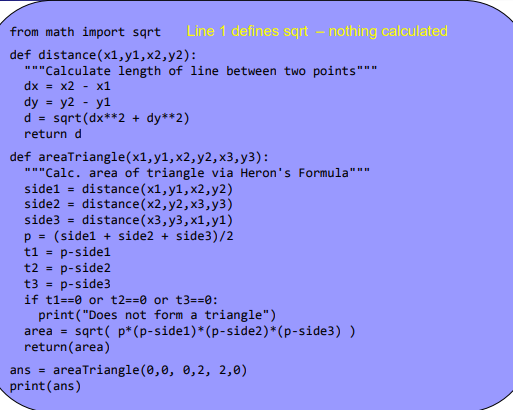 from math import sqrt Line 1 defines sqrt – nothing calculated
def distance(x1,y1,x2,y2):
  """Calculate length of line between two points"""
  dx = x2 - x1
  dy = y2 - y1
  d = sqrt(dx**2 + dy**2)
  return d
def areaTriangle(x1,y1,x2,y2,x3,y3):
  """Calc. area of triangle via Heron's Formula"""
  side1 = distance(x1,y1,x2,y2)
  side2 = distance(x2,y2,x3,y3)
  side3 = distance(x3,y3,x1,y1)
  p = (side1 + side2 + side3)/2
  t1 = p-side1
  t2 = p-side2
  t3 = p-side3
  if t1==0 or t2==0 or t3==0:
    print("Does not form a triangle")
  area = sqrt( p*(p-side1)*(p-side2)*(p-side3) )
  return(area)
ans = areaTriangle(0,0, 0,2, 2,0)
print(ans)